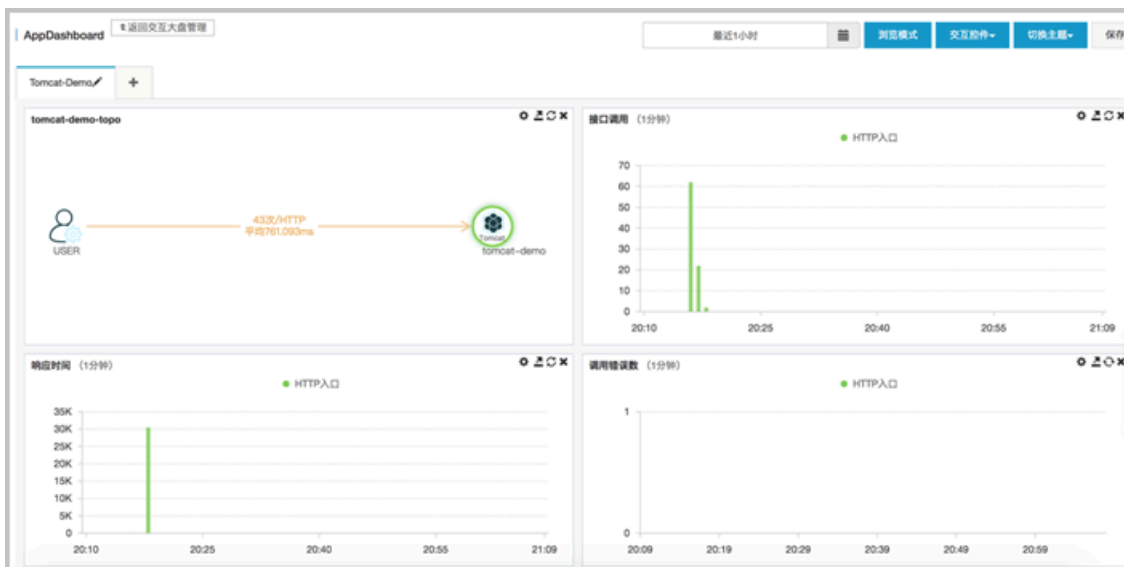 AppDashboard
返回交互大盘管理
最近1小时
浏览模式
交互控件
切换主题
保存
Tomcat-Demo
+
tomcat-demo-topo
43次/HTTP
平均761.093ms
USER
Tomcat
tomcat-demo
接口调用 (1分钟)
HTTP入口
70
60
50
40
30
20
10
0
20:10 20:25 20:40 20:55 21:09
响应时间 (1分钟)
HTTP入口
35K
30K
25K
20K
15K
10K
5K
0
20:10 20:25 20:40 20:55 21:09
调用错误数 (1分钟)
HTTP入口
1
0
20:09 20:19 20:29 20:39 20:49 20:59